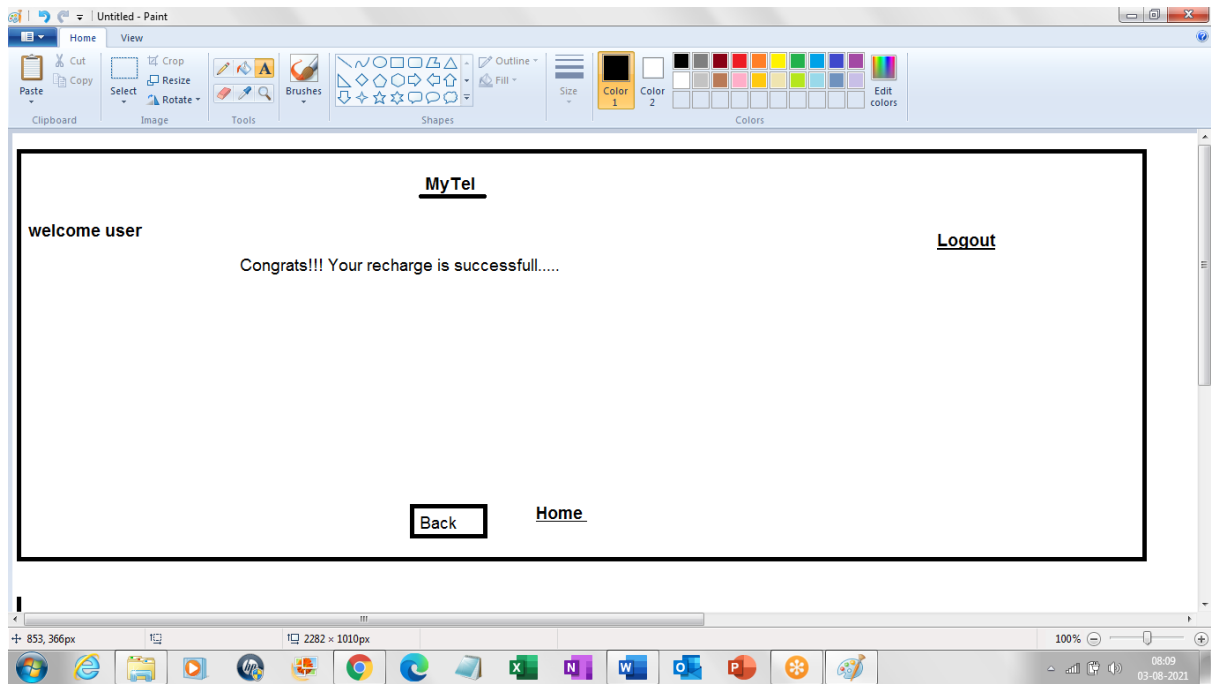 Untitled - Paint
Home View
Cut
Copy
Paste
Clipboard
Crop
Resize
Rotate
Select
Image
A
Tools
Brushes
Outline
Fill
Shapes
Size
Color 1
Color 2
Edit colors
Colors
MyTel
welcome user
Logout
Congrats!!! Your recharge is successfull.....
Back
Home
853, 366px
2282 × 1010px
100%
08:09
03-08-2021